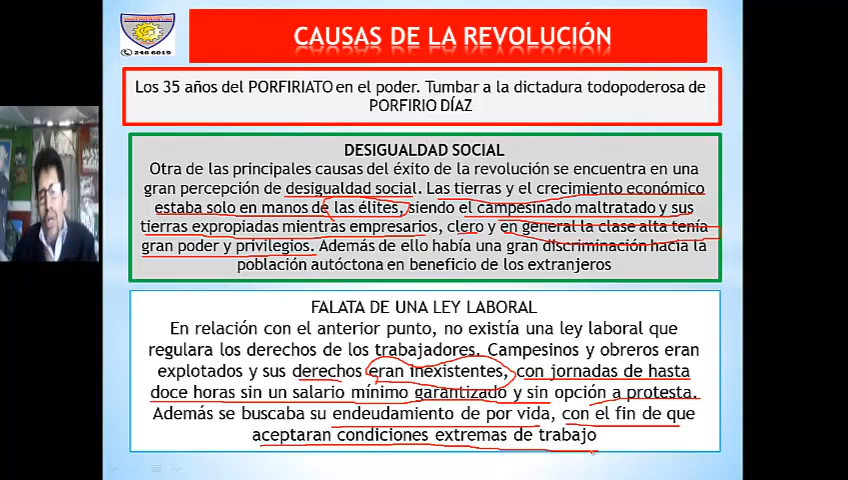 246 6019
CAUSAS DE LA REVOLUCIÓN
Los 35 años del PORFIRIATO en el poder. Tumbar a la dictadura todopoderosa de
PORFIRIO DÍAZ
DESIGUALDAD SOCIAL
Otra de las principales causas del éxito de la revolución se encuentra en una
gran percepción de desigualdad social. Las tierras y el crecimiento económico
estaba solo en manos de las élites, siendo el campesinado maltratado y sus
tierras expropiadas mientras empresarios, clero y en general la clase alta tenía
gran poder y privilegios. Además de ello había una gran discriminación hacia la
población autóctona en beneficio de los extranjeros
FALATA DE UNA LEY LABORAL
En relación con el anterior punto, no existía una ley laboral que
regulara los derechos de los trabajadores. Campesinos y obreros eran
explotados y sus derechos eran inexistentes, con jornadas de hasta
doce horas sin un salario mínimo garantizado y sin opción a protesta.
Además se buscaba su endeudamiento de por vida, con el fin de que
aceptaran condiciones extremas de trabajo